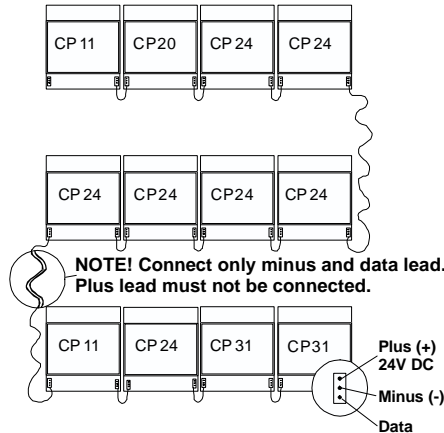 CP 11 CP20 CP 24 CP 24
CP 24 CP 24 CP 24 CP 24
NOTE! Connect only minus and data lead.
Plus lead must not be connected.
CP 11 CP 24 CP 31 CP31
Plus (+)
24V DC
Minus (-)
Data